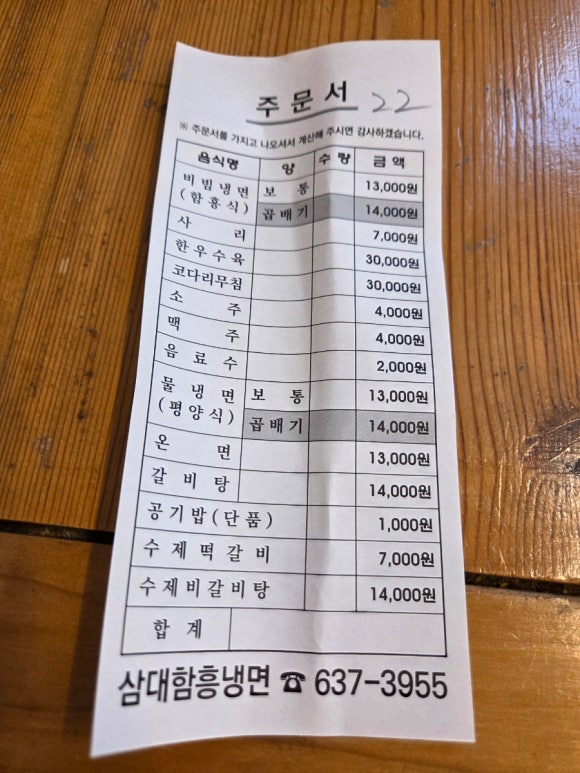 주문서 22
※ 주문서를 가지고 나오셔서 계산해 주시면 감사하겠습니다.
음식명 양 수량 금액
비빔냉면 보통 13,000원
(함흥식) 곱배기 14,000원
사리 7,000원
한우수육 30,000원
코다리무침 30,000원
소주 4,000원
맥주 4,000원
음료수 2,000원
물냉면 보통 13,000원
(평양식) 곱배기 14,000원
온면 13,000원
갈비탕 14,000원
공기밥(단품) 1,000원
수제떡갈비 7,000원
수제비갈비탕 14,000원
합계
삼대함흥냉면 ☎ 637-3955